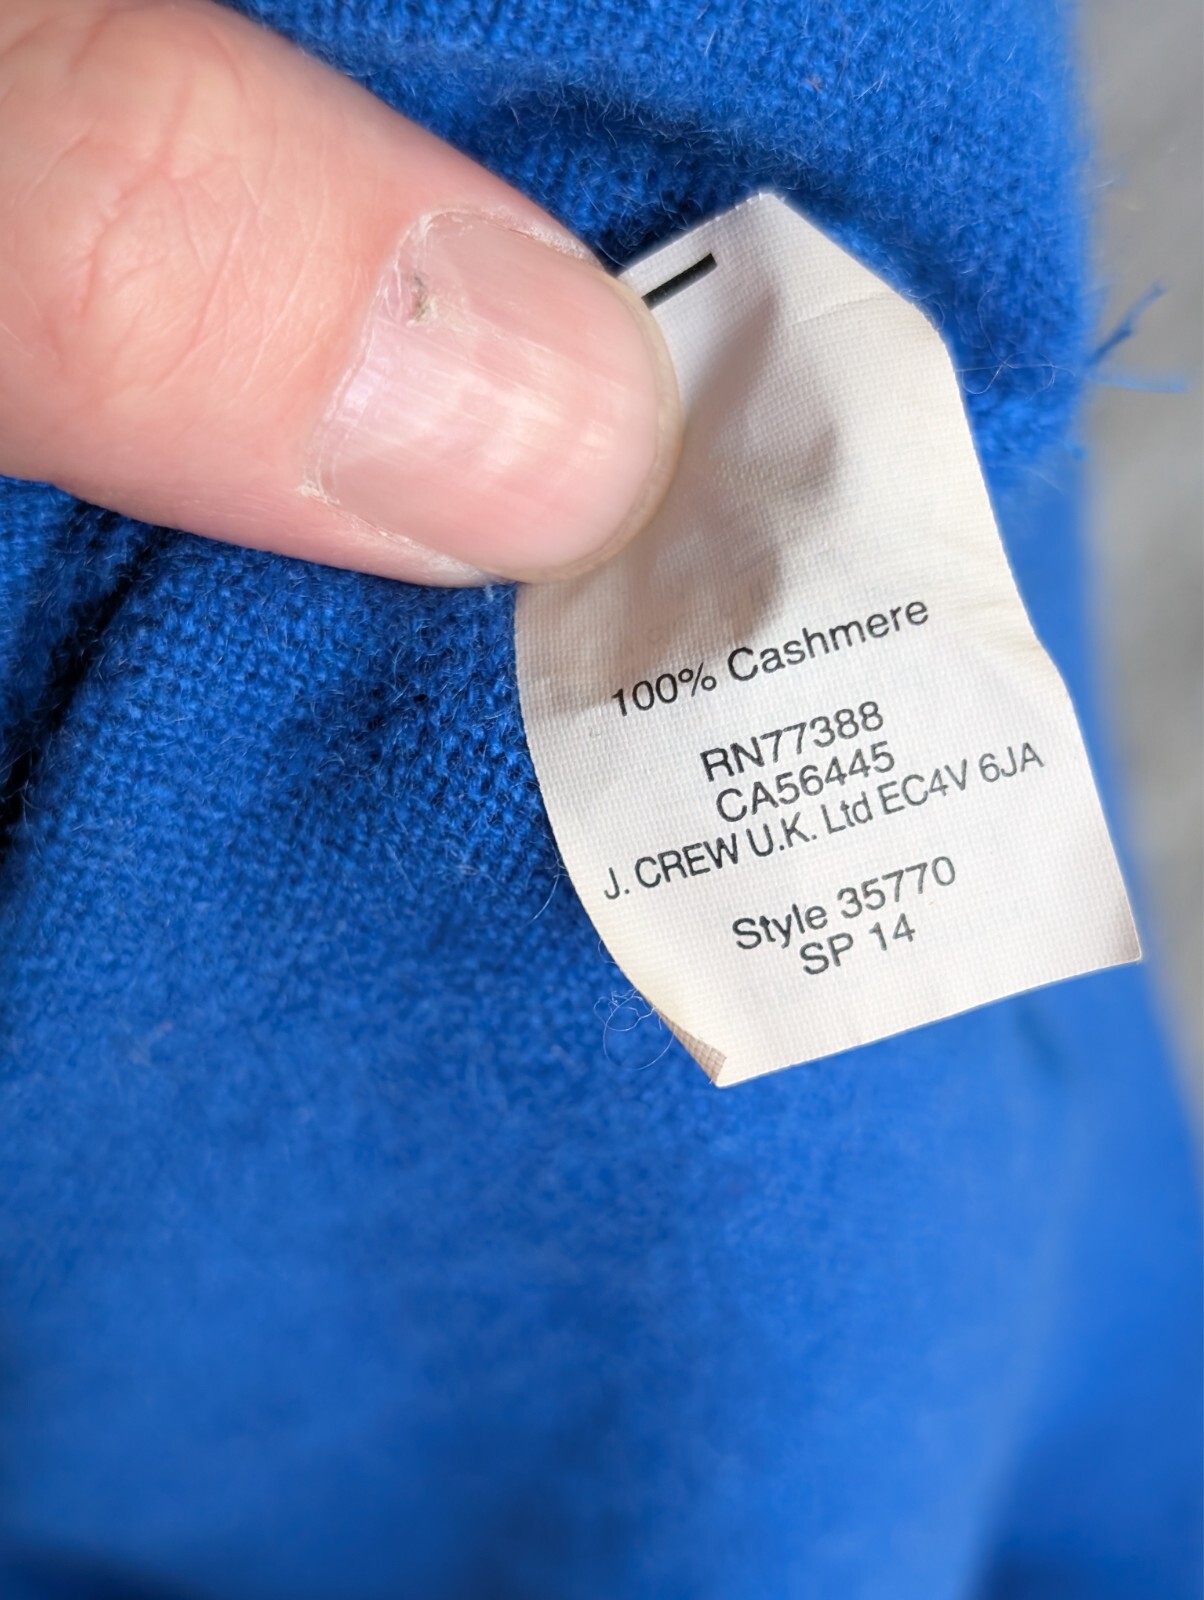 100% Cashmere
RN77388
CA56445
J. CREW U.K. Ltd EC4V 6JA
Style 35770
SP 14